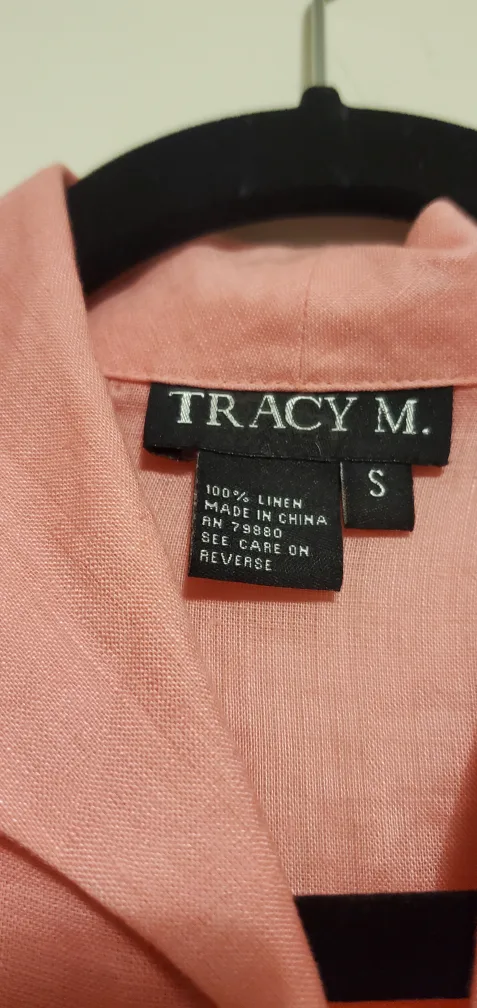 TRACY M.
S
100% LINEN
MADE IN CHINA
RN 79880
SEE CARE ON
REVERSE